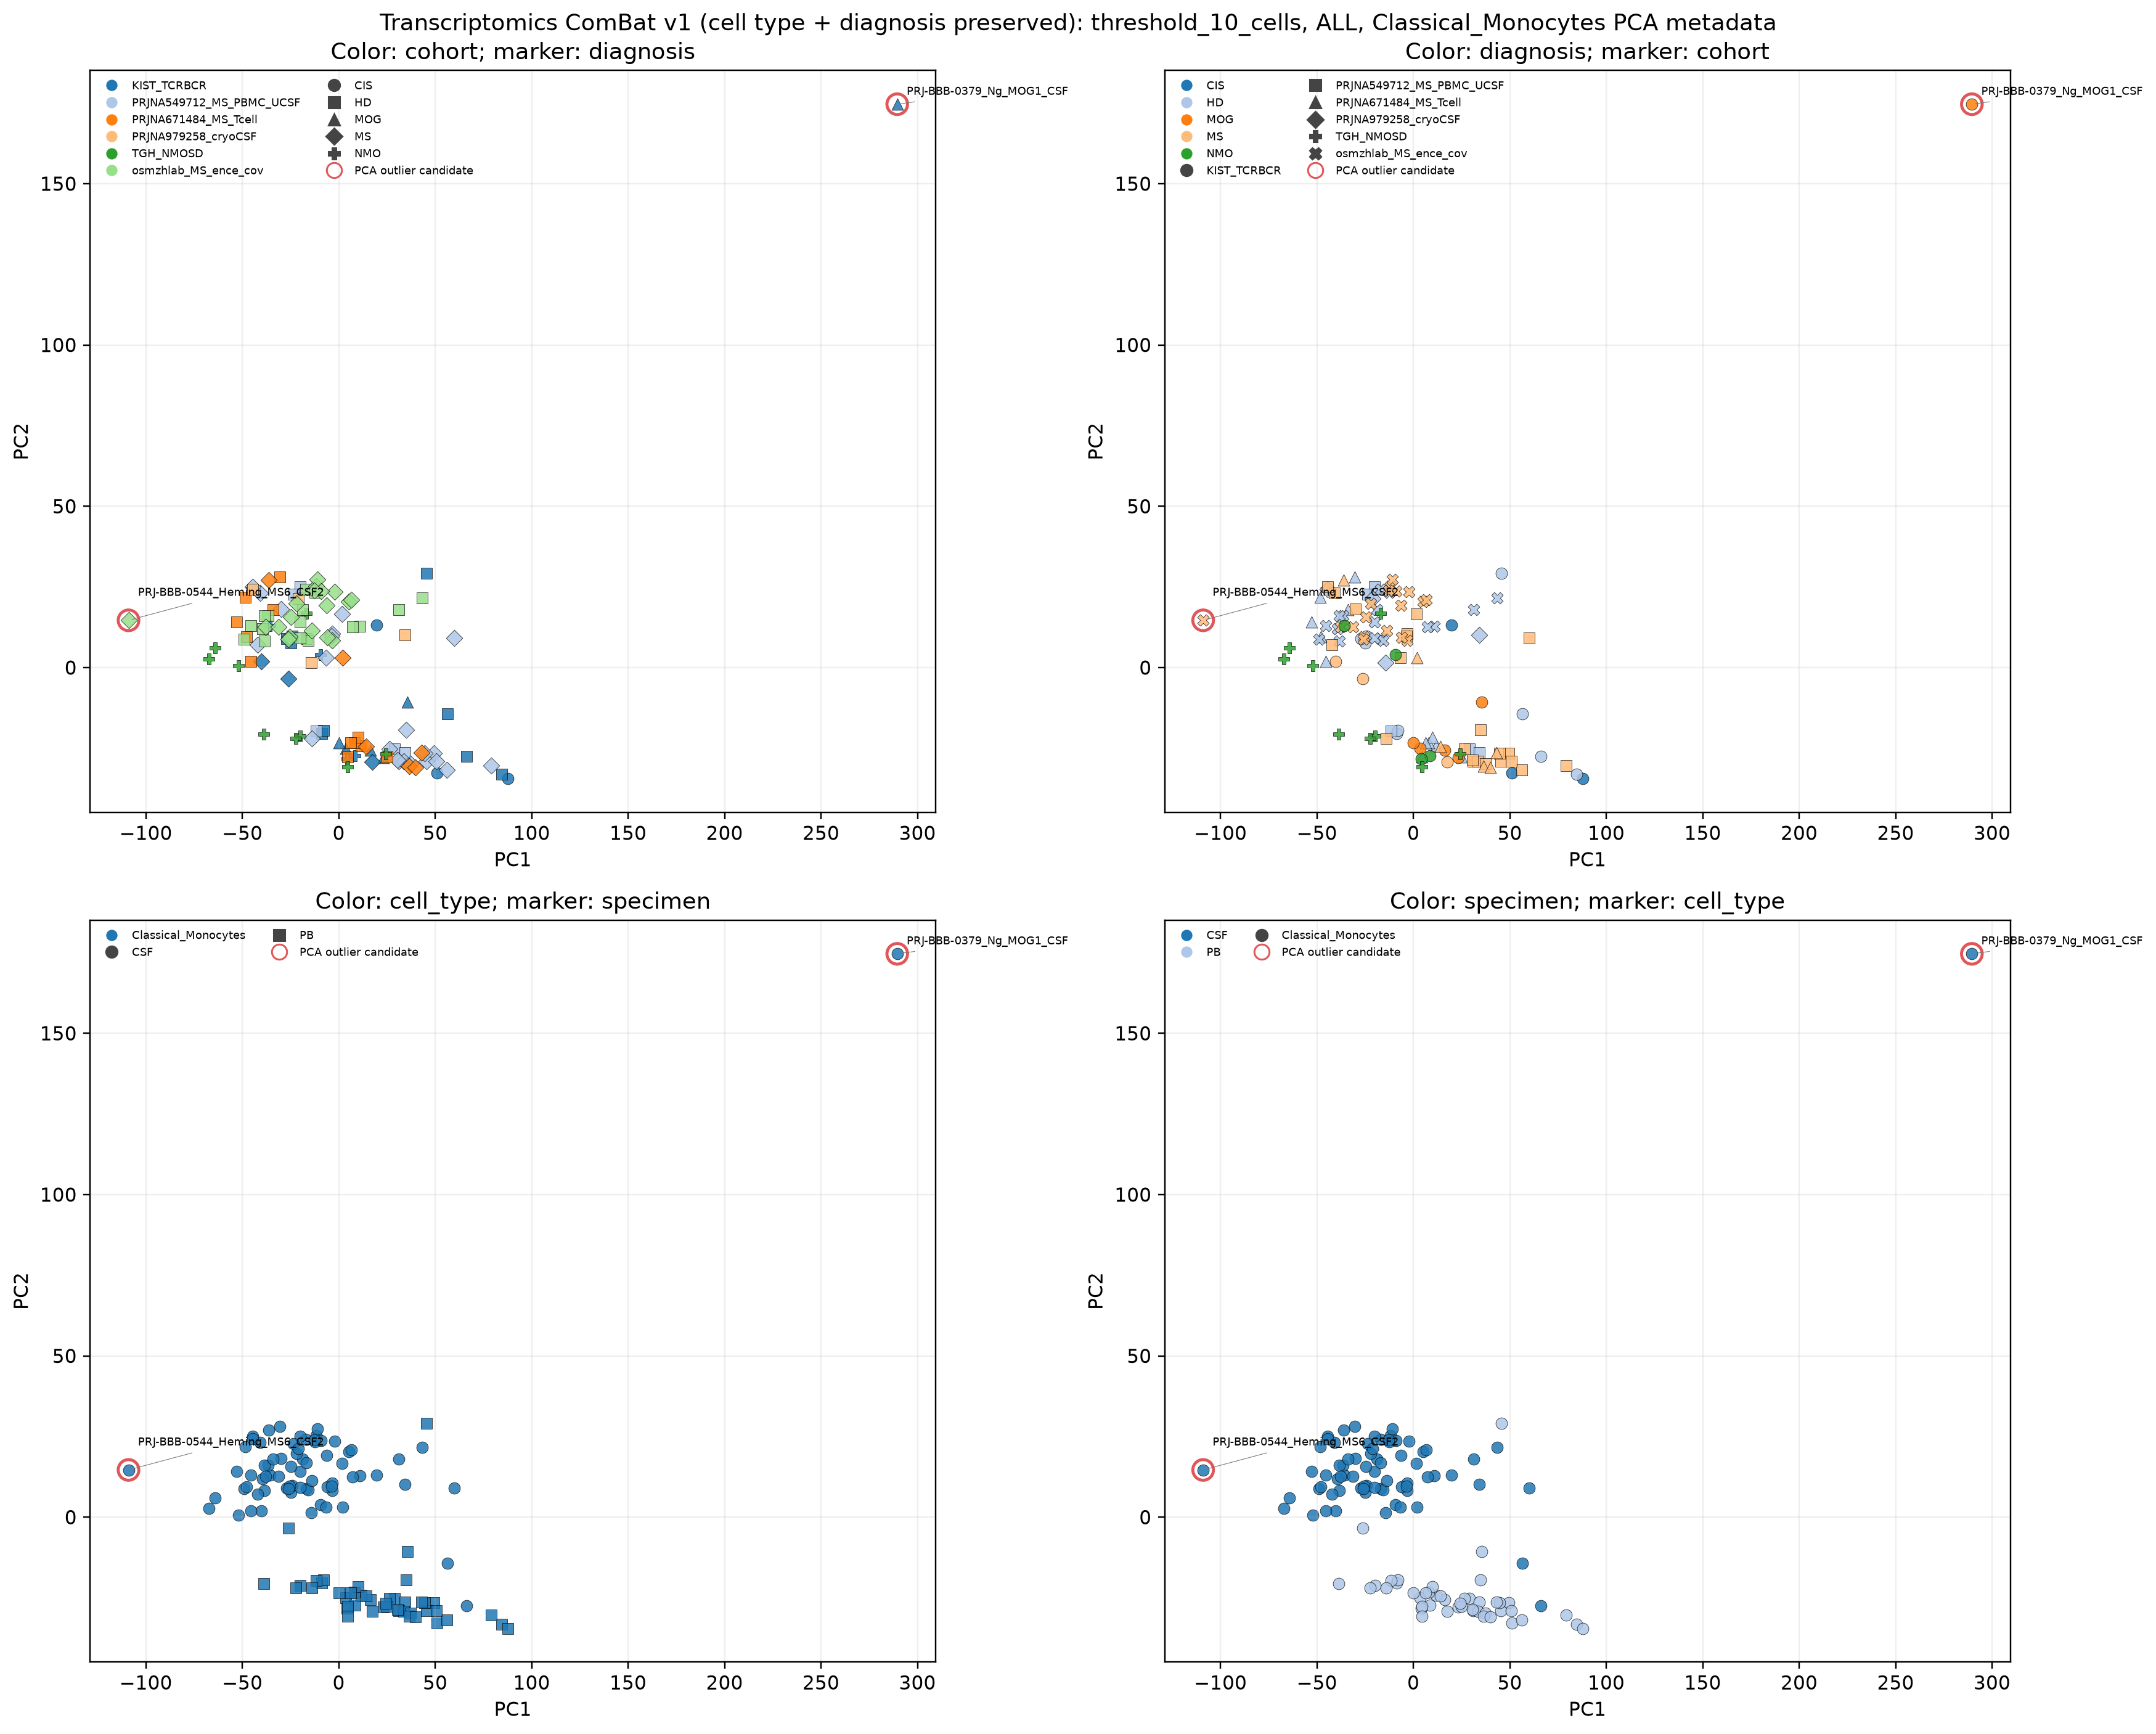 Transcriptomics ComBat v1 (cell type + diagnosis preserved): threshold_10_cells, ALL, Classical_Monocytes PCA metadata
Color: cohort; marker: diagnosis
KIST_TCRBCR
PRJNA549712_MS_PBMC_UCSF
PRJNA671484_MS_Tcell
PRJNA979258_cryoCSF
TGH_NMOSD
osmzhlab_MS_ence_cov
CIS
HD
MOG
MS
NMO
PCA outlier candidate
PRJ-BBB-0379_Ng_MOG1_CSF
PRJ-BBB-0544_Heming_MS6_CSF2
150
100
50
0
PC2
−100 −50 0 50 100 150 200 250 300
PC1
Color: diagnosis; marker: cohort
CIS
HD
MOG
MS
NMO
KIST_TCRBCR
PRJNA549712_MS_PBMC_UCSF
PRJNA671484_MS_Tcell
PRJNA979258_cryoCSF
TGH_NMOSD
osmzhlab_MS_ence_cov
PCA outlier candidate
PRJ-BBB-0379_Ng_MOG1_CSF
PRJ-BBB-0544_Heming_MS6_CSF2
150
100
50
0
PC2
−100 −50 0 50 100 150 200 250 300
PC1
Color: cell_type; marker: specimen
Classical_Monocytes
CSF
PB
PCA outlier candidate
PRJ-BBB-0379_Ng_MOG1_CSF
PRJ-BBB-0544_Heming_MS6_CSF2
150
100
50
0
PC2
−100 −50 0 50 100 150 200 250 300
PC1
Color: specimen; marker: cell_type
CSF
PB
Classical_Monocytes
PCA outlier candidate
PRJ-BBB-0379_Ng_MOG1_CSF
PRJ-BBB-0544_Heming_MS6_CSF2
150
100
50
0
PC2
−100 −50 0 50 100 150 200 250 300
PC1